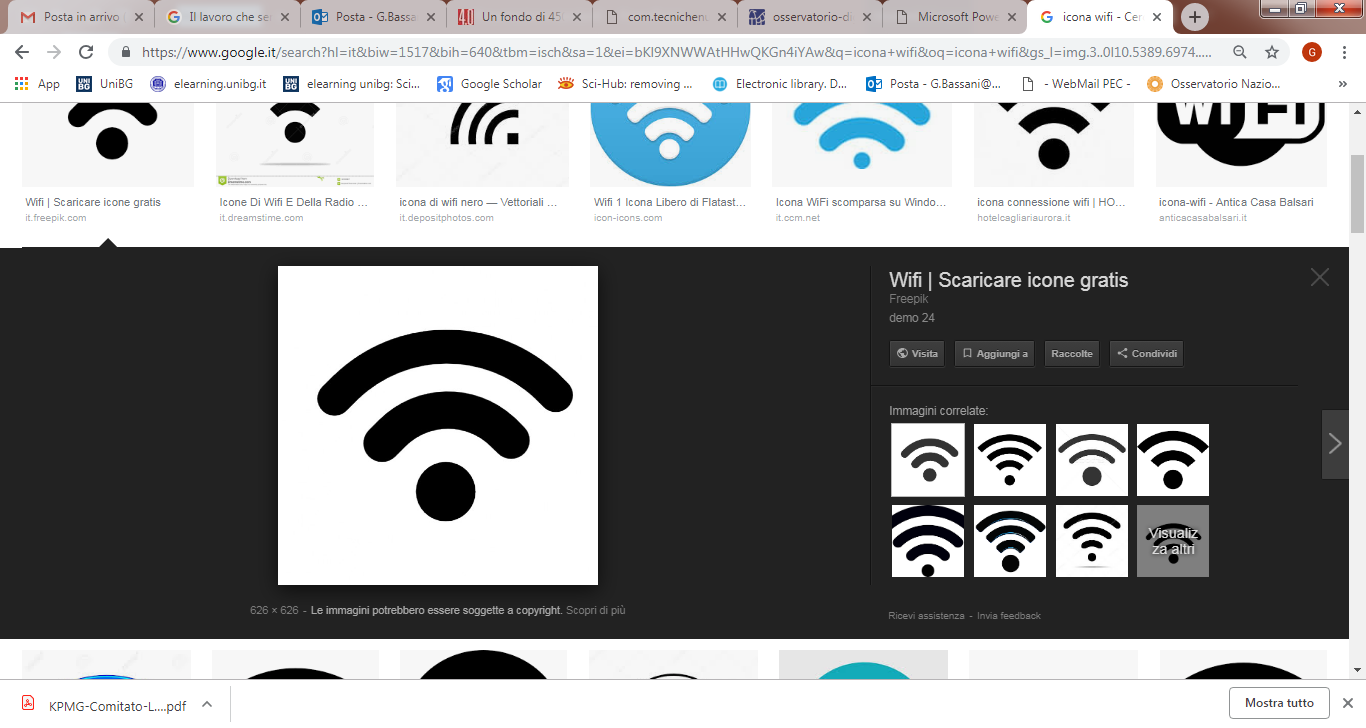 Posta in arrivo
Il lavoro che se
Posta - G.Bassa
Un fondo di 45
com.tecnichenu
osservatorio-di
Microsoft Powe
icona wifi - Cer
https://www.google.it/search?hl=it&biw=1517&bih=640&tbm=isch&sa=1&ei=bKl9XNWWAtHHwQKGn4iYAw&q=icona+wifi&oq=icona+wifi&gs_l=img.3..0l10.5389.6974.....
G
App
UniBG
elearning.unibg.it
elearning unibg: Sci...
Google Scholar
Sci-Hub: removing ...
Electronic library. D...
Posta - G.Bassani@...
- WebMail PEC -
Osservatorio Nazio...
»
WiFi
Wifi | Scaricare icone gratis
it.freepik.com
Icone Di Wifi E Della Radio ...
it.dreamstime.com
icona di wifi nero — Vettoriali ...
it.depositphotos.com
Wifi 1 Icona Libero di Flatast...
icon-icons.com
Icona WiFi scomparsa su Windo...
it.ccm.net
icona connessione wifi | HO...
hotelcagliariaurora.it
icona-wifi - Antica Casa Balsari
anticacasabalsari.it
Wifi | Scaricare icone gratis
Freepik
demo 24
Visita
Aggiungi a
Raccolte
Condividi
Immagini correlate:
Visualiz
za altri
626 × 626 - Le immagini potrebbero essere soggette a copyright. Scopri di più
Ricevi assistenza - Invia feedback
KPMG-Comitato-L....pdf
Mostra tutto